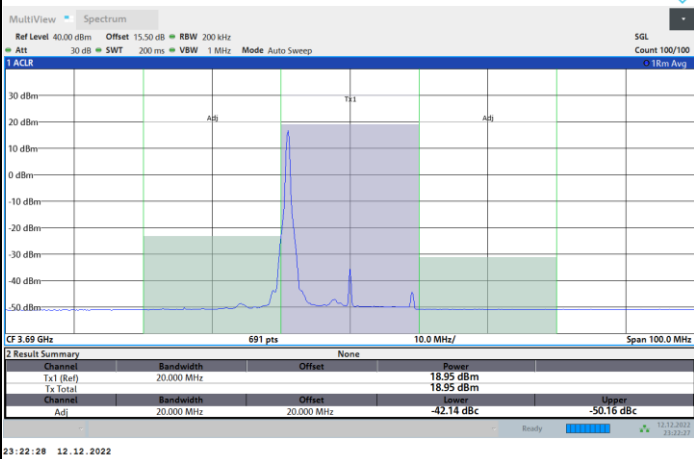 MultiView Spectrum
Ref Level 40.00 dBm Offset 15.50 dB RBW 200 kHz SGL
Att 30 dB SWT 200 ms VBW 1 MHz Mode Auto Sweep Count 100/100
1 ACLR 1Rm Avg
30 dBm
Tx1
20 dBm Adj Adj
10 dBm
0 dBm
-10 dBm
-20 dBm
-30 dBm
-40 dBm
-50 dBm
CF 3.69 GHz 691 pts 10.0 MHz/ Span 100.0 MHz
2 Result Summary None
Channel Bandwidth Offset Power
Tx1 (Ref) 20.000 MHz 18.95 dBm
Tx Total 18.95 dBm
Channel Bandwidth Offset Lower Upper
Adj 20.000 MHz 20.000 MHz -42.14 dBc -50.16 dBc
Ready 12.12.2022
23:22:27
23:22:28 12.12.2022